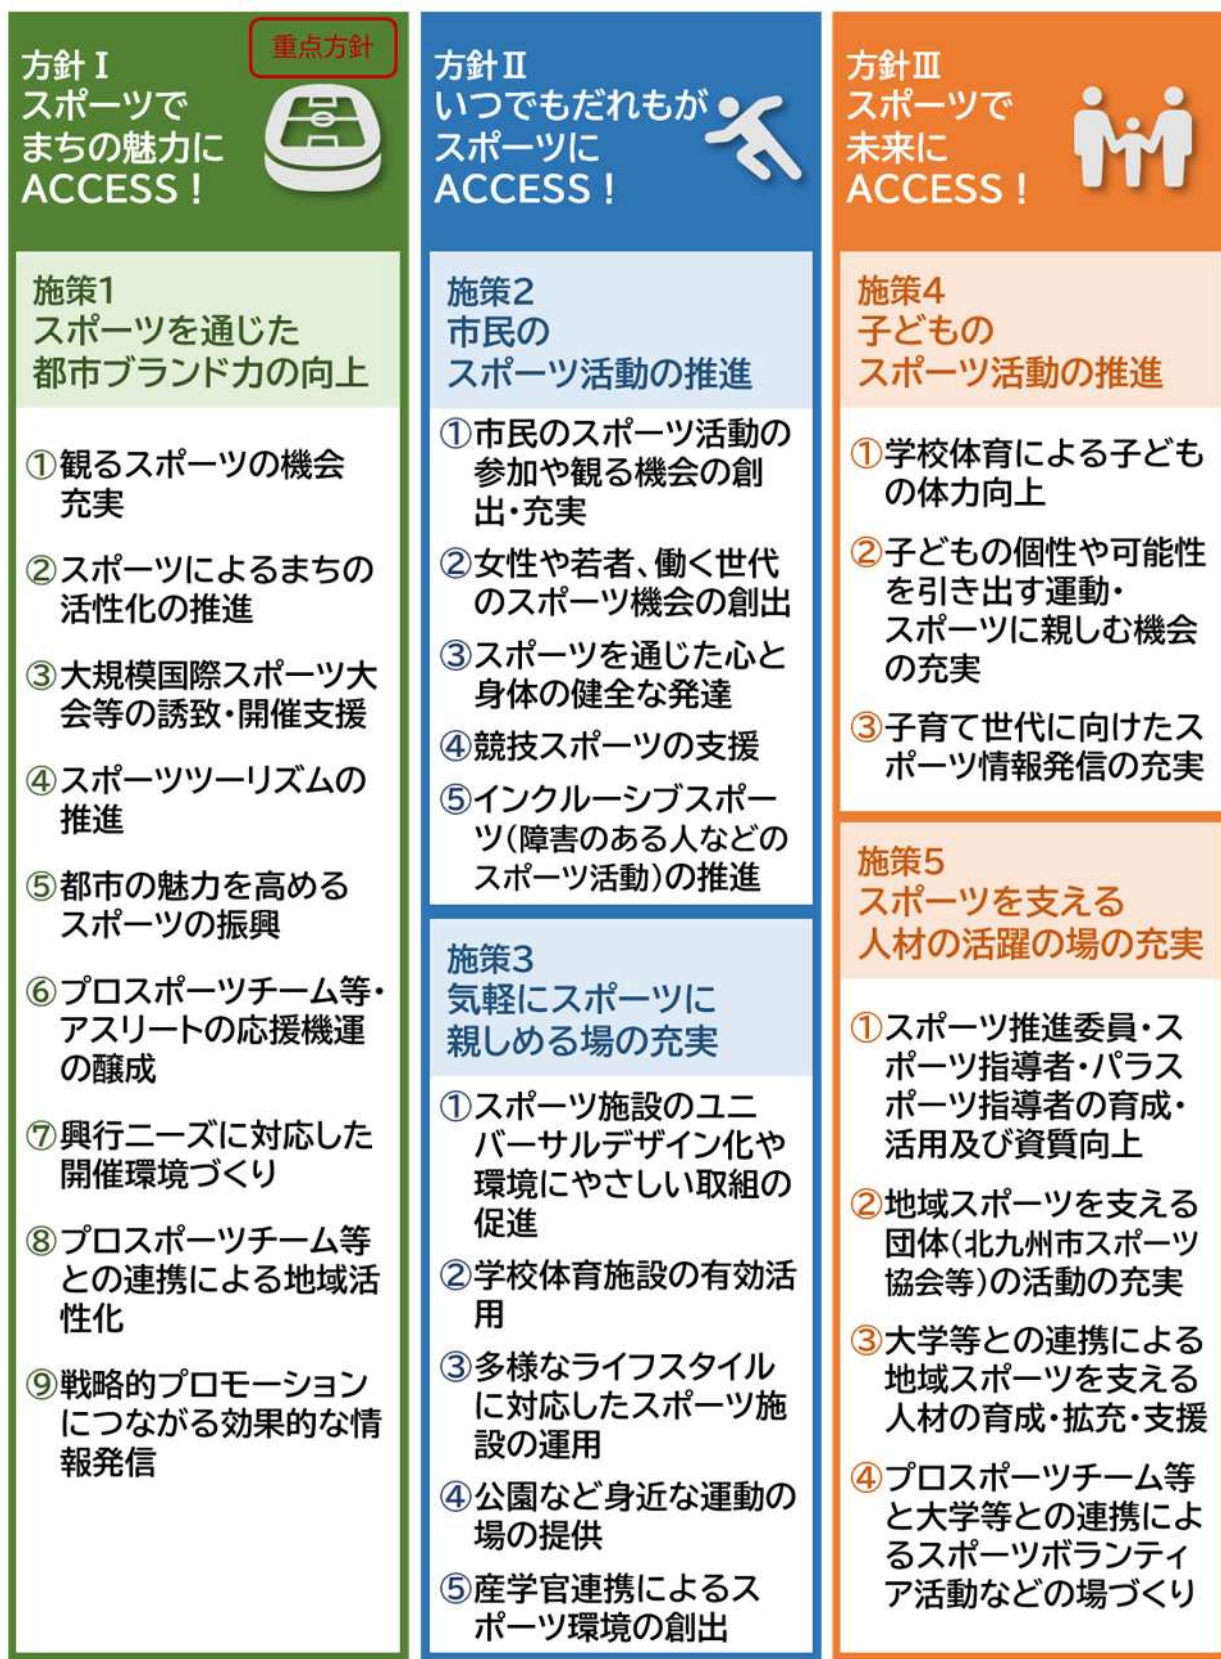 重点方針
方針Ⅰ
スポーツで
まちの魅力に
ACCESS！
施策1
スポーツを通じた
都市ブランド力の向上
①観るスポーツの機会
充実
②スポーツによるまちの
活性化の推進
③大規模国際スポーツ大
会等の誘致・開催支援
④スポーツツーリズムの
推進
⑤都市の魅力を高める
スポーツの振興
⑥プロスポーツチーム等・
アスリートの応援機運
の醸成
⑦興行ニーズに対応した
開催環境づくり
⑧プロスポーツチーム等
との連携による地域活
性化
⑨戦略的プロモーション
につながる効果的な情
報発信
方針Ⅱ
いつでもだれもが
スポーツに
ACCESS！
施策2
市民の
スポーツ活動の推進
①市民のスポーツ活動の
参加や観る機会の創
出・充実
②女性や若者、働く世代
のスポーツ機会の創出
③スポーツを通じた心と
身体の健全な発達
④競技スポーツの支援
⑤インクルーシブスポー
ツ（障害のある人などの
スポーツ活動）の推進
施策3
気軽にスポーツに
親しめる場の充実
①スポーツ施設のユニ
バーサルデザイン化や
環境にやさしい取組の
促進
②学校体育施設の有効活
用
③多様なライフスタイル
に対応したスポーツ施
設の運用
④公園など身近な運動の
場の提供
⑤産学官連携によるス
ポーツ環境の創出
方針Ⅲ
スポーツで
未来に
ACCESS！
施策4
子どもの
スポーツ活動の推進
①学校体育による子ども
の体力向上
②子どもの個性や可能性
を引き出す運動・
スポーツに親しむ機会
の充実
③子育て世代に向けたス
ポーツ情報発信の充実
施策5
スポーツを支える
人材の活躍の場の充実
①スポーツ推進委員・ス
ポーツ指導者・パラス
ポーツ指導者の育成・
活用及び資質向上
②地域スポーツを支える
団体（北九州市スポーツ
協会等）の活動の充実
③大学等との連携による
地域スポーツを支える
人材の育成・拡充・支援
④プロスポーツチーム等
と大学等との連携によ
るスポーツボランティ
ア活動などの場づくり